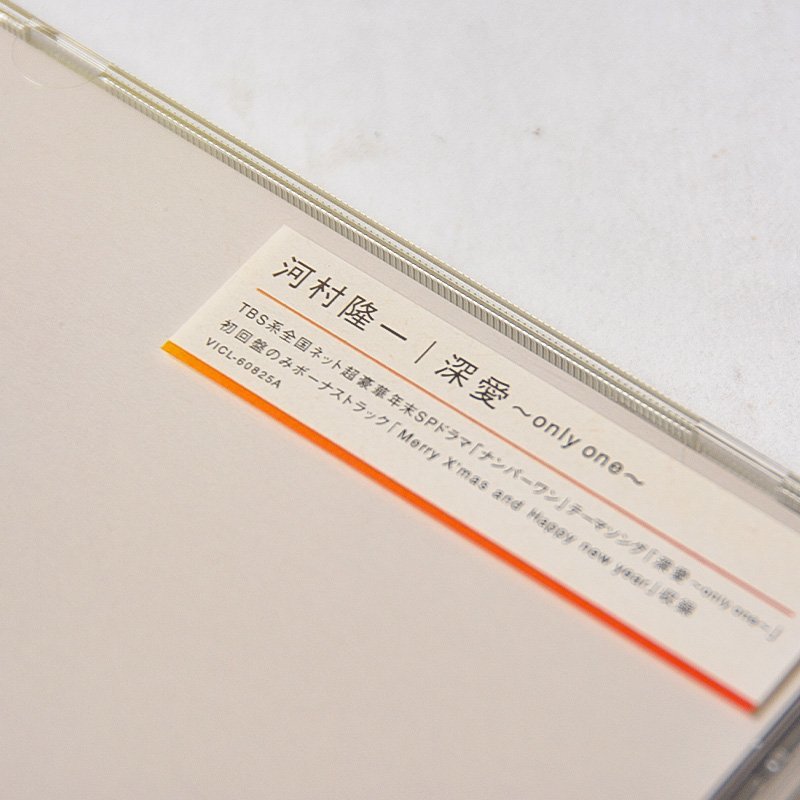 河村隆一｜深愛 ～only one～
TBS系全国ネット超豪華年末SPドラマ「ナンバーワン」テーマソング「深愛～only one～」
初回盤のみボーナストラック「Merry X'mas and Happy new year」収録
VICL-60825A